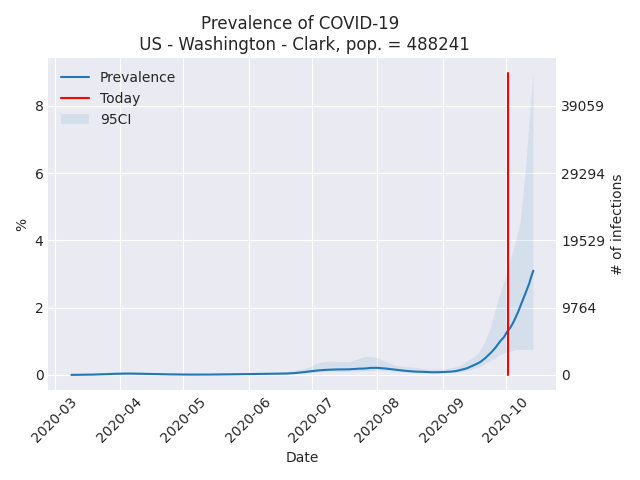 Prevalence of COVID-19
US - Washington - Clark, pop. = 488241
Prevalence
Today
95CI
%
8
6
4
2
0
39059
29294
19529
9764
0
# of infections
2020-03
2020-04
2020-05
2020-06
2020-07
2020-08
2020-09
2020-10
Date